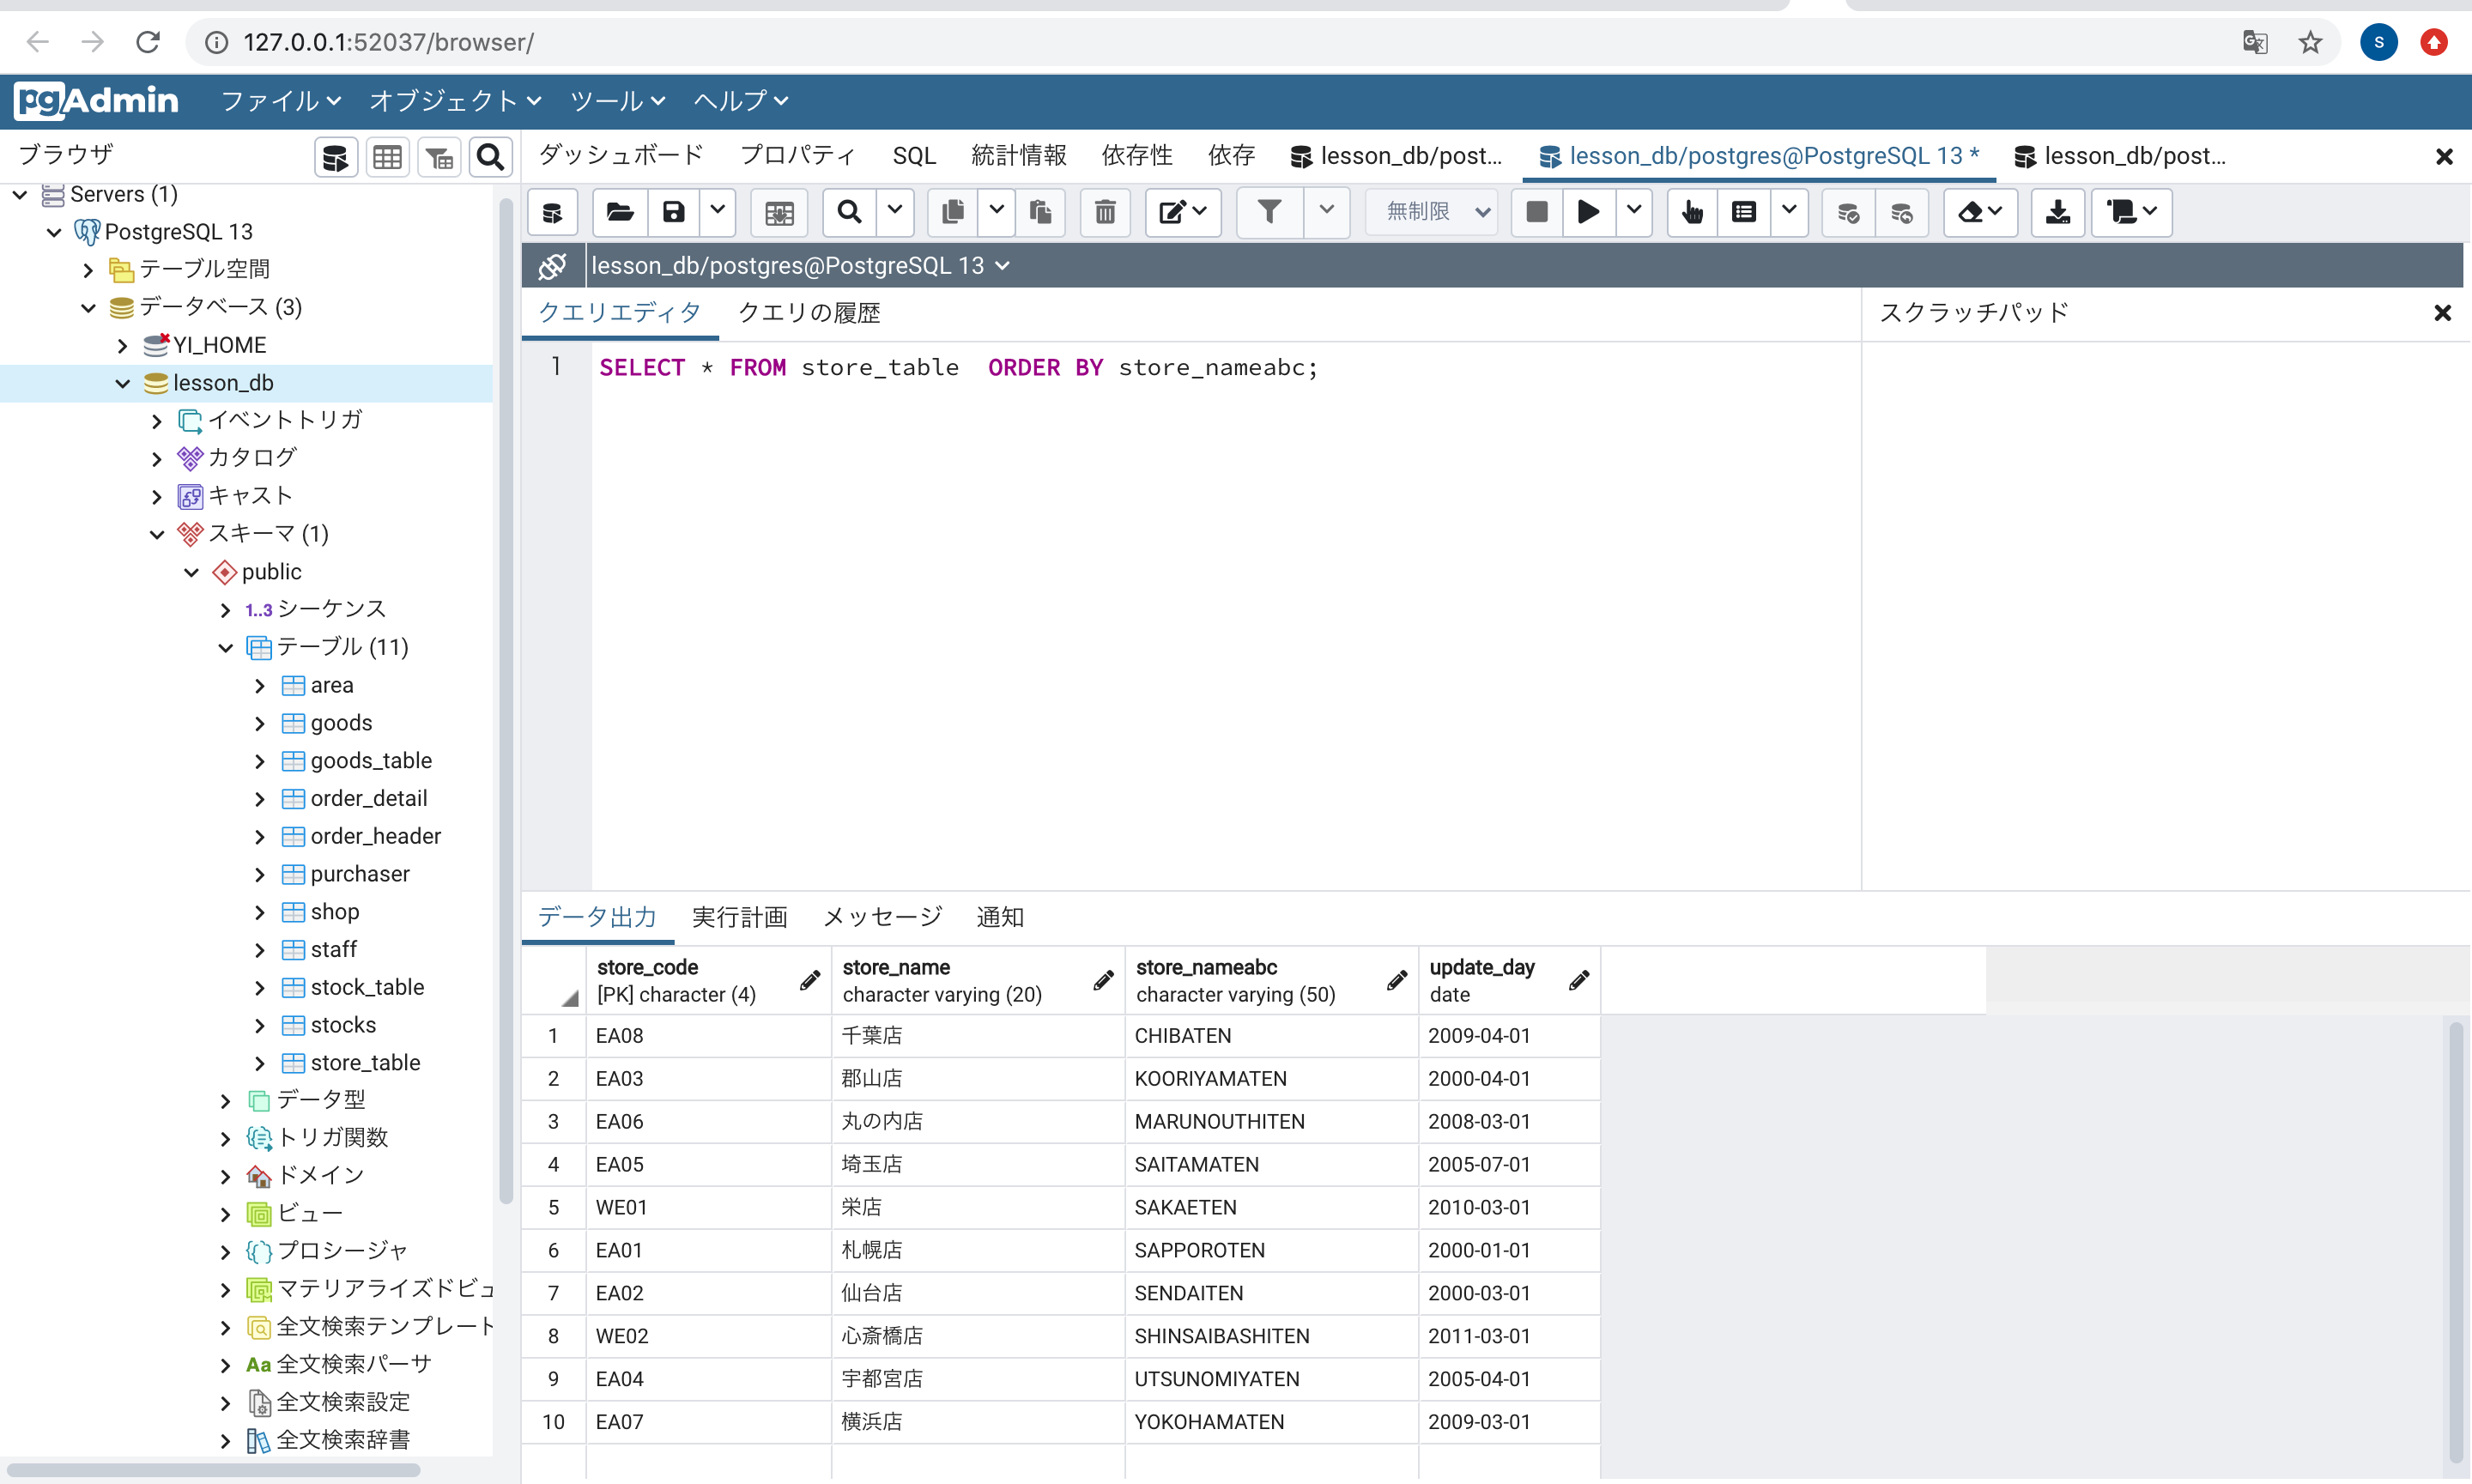 127.0.0.1:52037/browser/
S
pgAdmin ファイル オブジェクト ツール ヘルプ
ブラウザ
ダッシュボード プロパティ SQL 統計情報 依存性 依存 lesson_db/post... lesson_db/postgres@PostgreSQL 13 * lesson_db/post...
無制限
lesson_db/postgres@PostgreSQL 13
クエリエディタ クエリの履歴
スクラッチパッド
1 SELECT * FROM store_table  ORDER BY store_nameabc;
Servers (1)
PostgreSQL 13
テーブル空間
データベース (3)
YI_HOME
lesson_db
イベントトリガ
カタログ
キャスト
スキーマ (1)
public
1..3 シーケンス
テーブル (11)
area
goods
goods_table
order_detail
order_header
purchaser
shop
staff
stock_table
stocks
store_table
データ型
トリガ関数
ドメイン
ビュー
プロシージャ
マテリアライズドビュ
全文検索テンプレート
Aa 全文検索パーサ
全文検索設定
全文検索辞書
データ出力 実行計画 メッセージ 通知
store_code store_name store_nameabc update_day
[PK] character (4) character varying (20) character varying (50) date
1 EA08 千葉店 CHIBATEN 2009-04-01
2 EA03 郡山店 KOORIYAMATEN 2000-04-01
3 EA06 丸の内店 MARUNOUTHITEN 2008-03-01
4 EA05 埼玉店 SAITAMATEN 2005-07-01
5 WE01 栄店 SAKAETEN 2010-03-01
6 EA01 札幌店 SAPPOROTEN 2000-01-01
7 EA02 仙台店 SENDAITEN 2000-03-01
8 WE02 心斎橋店 SHINSAIBASHITEN 2011-03-01
9 EA04 宇都宮店 UTSUNOMIYATEN 2005-04-01
10 EA07 横浜店 YOKOHAMATEN 2009-03-01